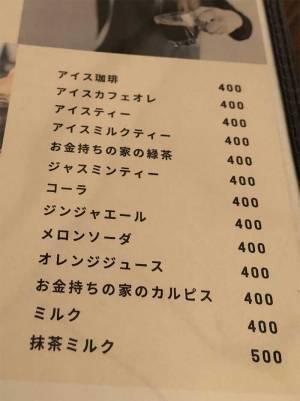 アイス珈琲 400
アイスカフェオレ 400
アイスティー 400
アイスミルクティー 400
お金持ちの家の緑茶 400
ジャスミンティー 400
コーラ 400
ジンジャエール 400
メロンソーダ 400
オレンジジュース 400
お金持ちの家のカルピス 400
ミルク 400
抹茶ミルク 500